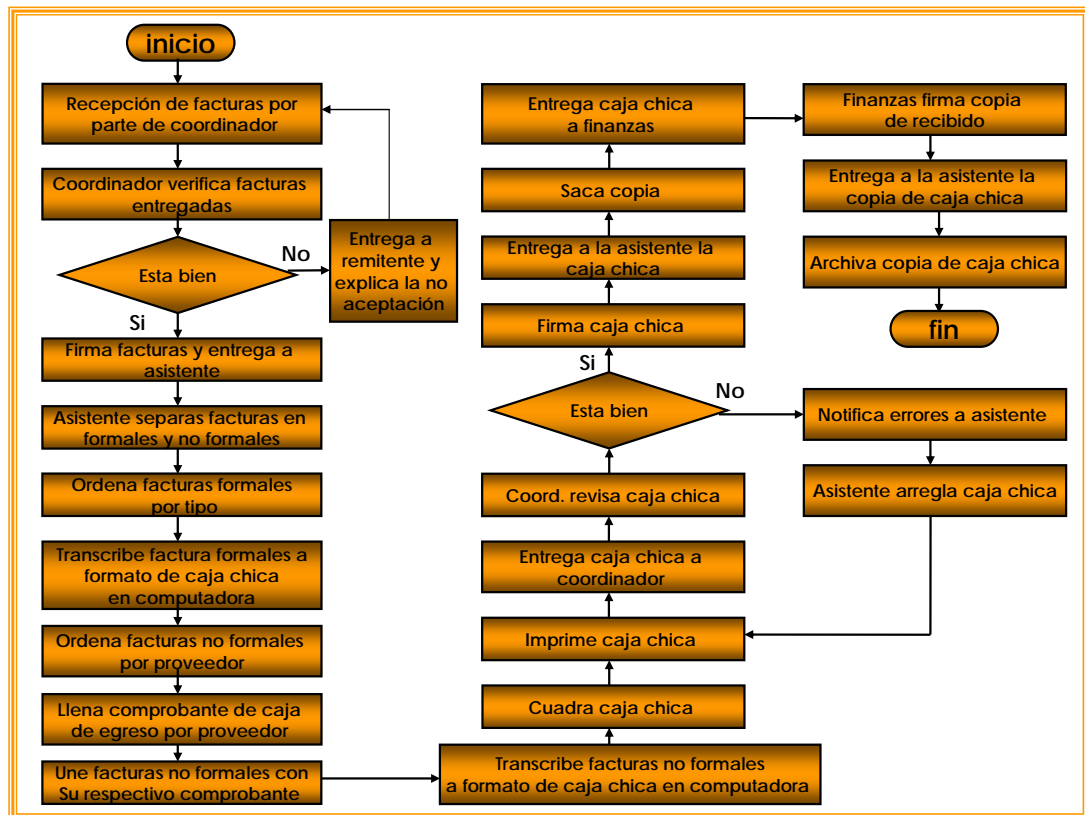 inicio
Recepción de facturas por
parte de coordinador
Coordinador verifica facturas
entregadas
Esta bien
No
Entrega a
remitente y
explica la no
aceptación
Si
Firma facturas y entrega a
asistente
Asistente separas facturas en
formales y no formales
Ordena facturas formales
por tipo
Transcribe factura formales a
formato de caja chica
en computadora
Ordena facturas no formales
por proveedor
Llena comprobante de caja
de egreso por proveedor
Une facturas no formales con
Su respectivo comprobante
Transcribe facturas no formales
a formato de caja chica en computadora
Cuadra caja chica
Imprime caja chica
Entrega caja chica a
coordinador
Coord. revisa caja chica
Esta bien
No
Notifica errores a asistente
Asistente arregla caja chica
Si
Firma caja chica
Entrega a la asistente la
caja chica
Saca copia
Entrega caja chica
a finanzas
Finanzas firma copia
de recibido
Entrega a la asistente la
copia de caja chica
Archiva copia de caja chica
fin